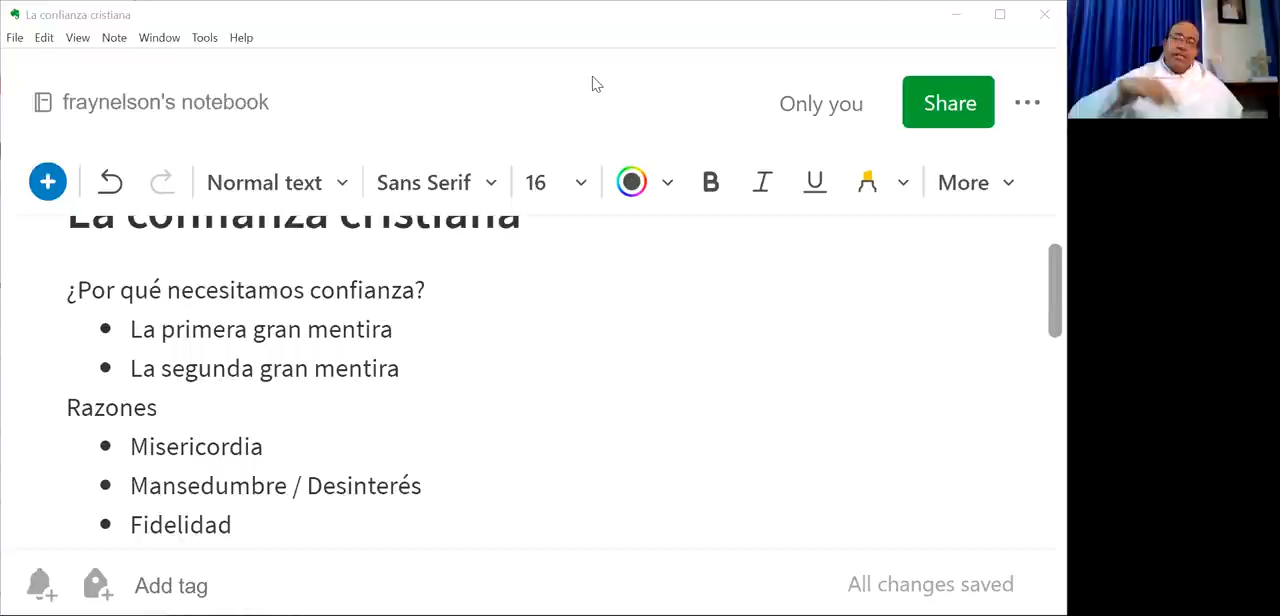 La confianza cristiana
File Edit View Note Window Tools Help
fraynelson's notebook
Only you
Share
Normal text
Sans Serif
16
B I U
More
La confianza cristiana
¿Por qué necesitamos confianza?
La primera gran mentira
La segunda gran mentira
Razones
Misericordia
Mansedumbre / Desinterés
Fidelidad
Add tag
All changes saved